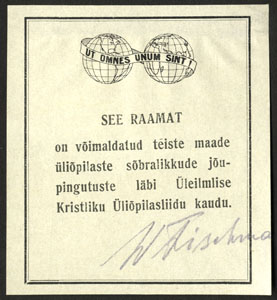 UT OMNES UNUM SINT
SEE RAAMAT
on võimaldatud teiste maade
üliõpilaste sõbralikkude jõu-
pingutuste läbi Üleilmlise
Kristliku Üliõpilasliidu kaudu.